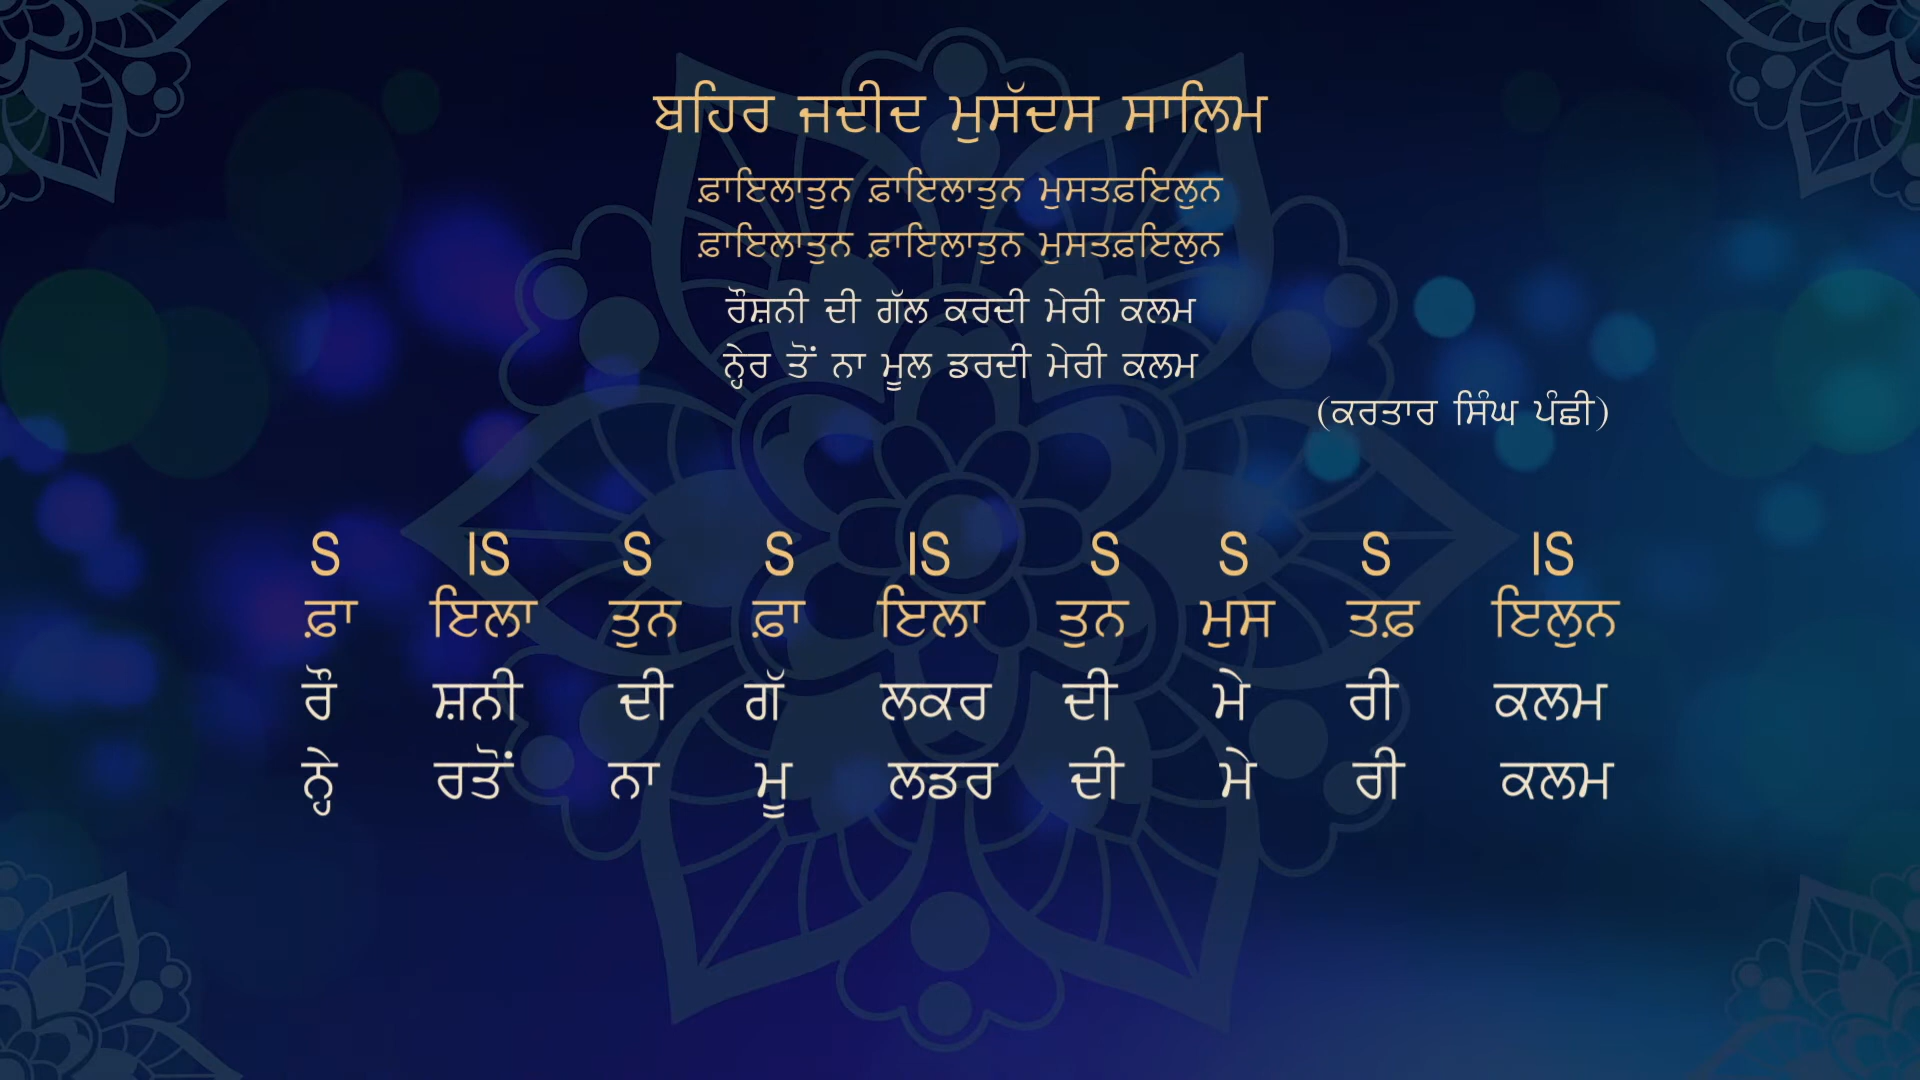 ਬਹਿਰ ਜਦੀਦ ਮੁਸੱਦਸ ਸਾਲਿਮ
ਫ਼ਾਇਲਾਤੁਨ ਫ਼ਾਇਲਾਤੁਨ ਮੁਸਤਫ਼ਇਲੁਨ
ਫ਼ਾਇਲਾਤੁਨ ਫ਼ਾਇਲਾਤੁਨ ਮੁਸਤਫ਼ਇਲੁਨ
ਰੌਸ਼ਨੀ ਦੀ ਗੱਲ ਕਰਦੀ ਮੇਰੀ ਕਲਮ
ਨ੍ਹੇਰ ਤੋਂ ਨਾ ਮੂਲ ਡਰਦੀ ਮੇਰੀ ਕਲਮ
(ਕਰਤਾਰ ਸਿੰਘ ਪੰਛੀ)
S IS S S IS S S S IS
ਫ਼ਾ ਇਲਾ ਤੁਨ ਫ਼ਾ ਇਲਾ ਤੁਨ ਮੁਸ ਤਫ਼ ਇਲੁਨ
ਰੌ ਸ਼ਨੀ ਦੀ ਗੱ ਲਕਰ ਦੀ ਮੇ ਰੀ ਕਲਮ
ਨ੍ਹੇ ਰਤੋਂ ਨਾ ਮੂ ਲਡਰ ਦੀ ਮੇ ਰੀ ਕਲਮ